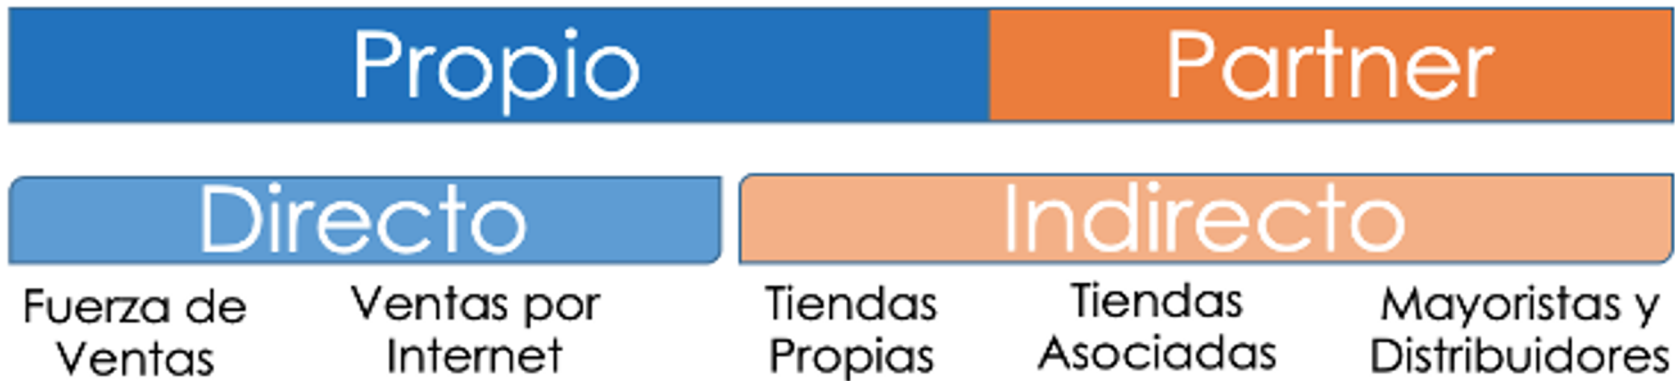 Propio
Partner
Directo
Indirecto
Fuerza de
Ventas
Ventas por
Internet
Tiendas
Propias
Tiendas
Asociadas
Mayoristas y
Distribuidores